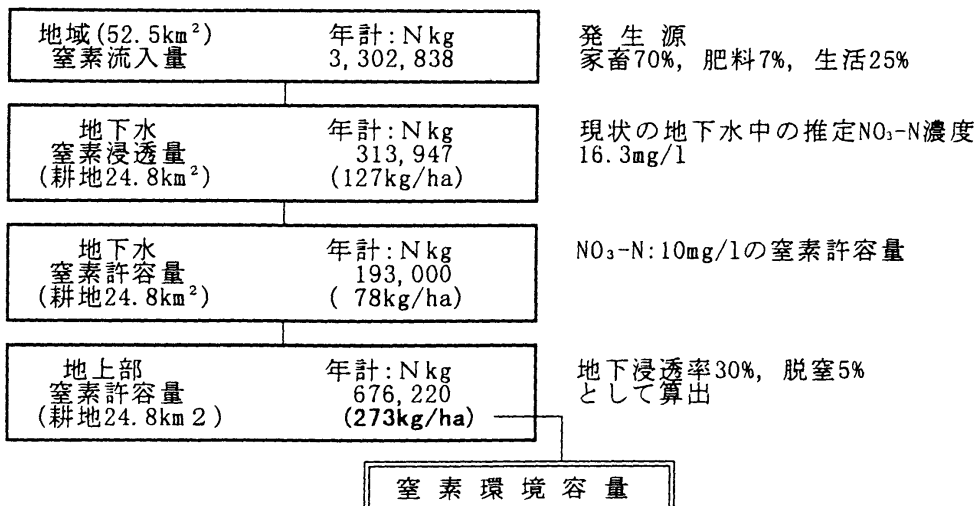 地域(52.5km²) 年計:Nkg
窒素流入量 3,302,838
発生源
家畜70%, 肥料7%, 生活25%
地下水 年計:Nkg
窒素浸透量 313,947
(耕地24.8km²) (127kg/ha)
現状の地下水中の推定NO₃-N濃度
16.3mg/l
地下水 年計:Nkg
窒素許容量 193,000
(耕地24.8km²) ( 78kg/ha)
NO₃-N:10mg/lの窒素許容量
地上部 年計:Nkg
窒素許容量 676,220
(耕地24.8km２) (273kg/ha)
地下浸透率30%, 脱窒5%
として算出
窒素環境容量